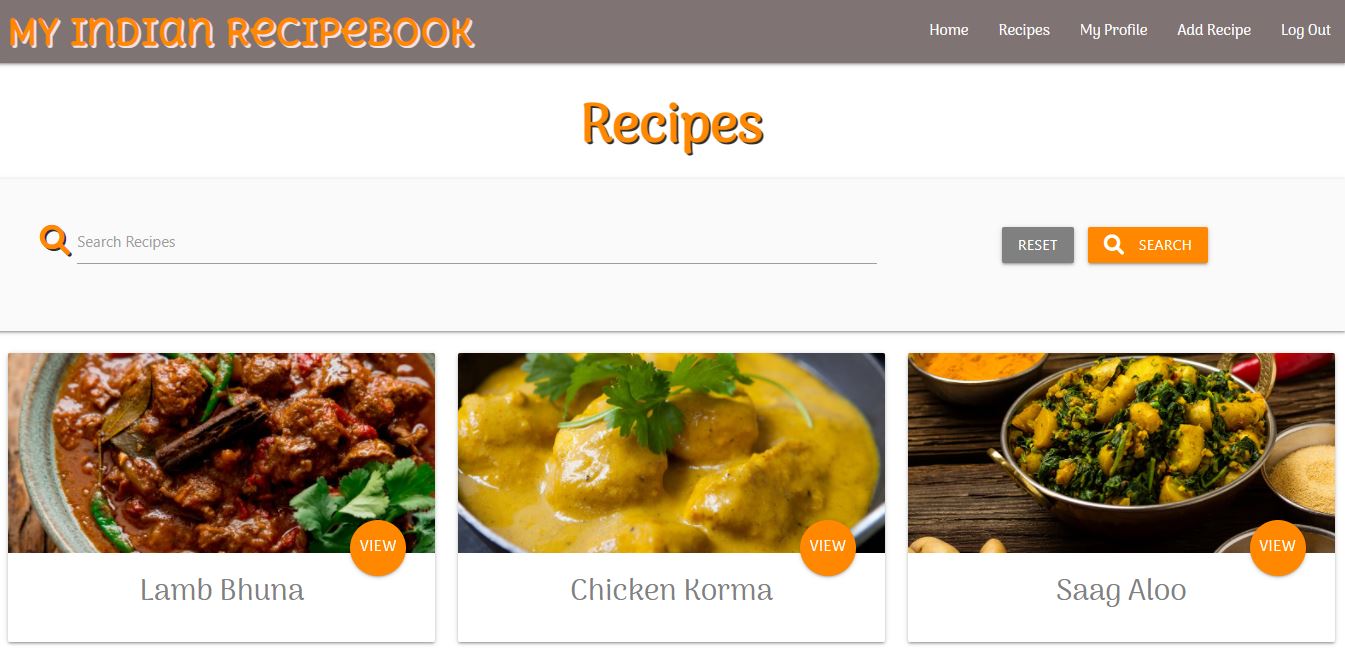 My Indian Recipebook
Home Recipes My Profile Add Recipe Log Out
Recipes
Search Recipes
RESET SEARCH
VIEW VIEW VIEW
Lamb Bhuna Chicken Korma Saag Aloo